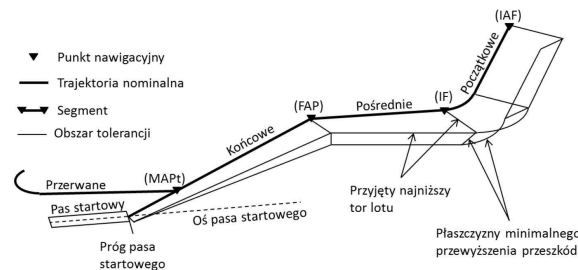 Punkt nawigacyjny
Trajektoria nominalna
Segment
Obszar tolerancji
(IAF)
Początkowe
(IF)
Pośrednie
(FAP)
Końcowe
(MAPt)
Przerwane
Pas startowy
Oś pasa startowego
Próg pasa
startowego
Przyjęty najniższy
tor lotu
Płaszczyzny minimalnego
przewyższenia przeszkód